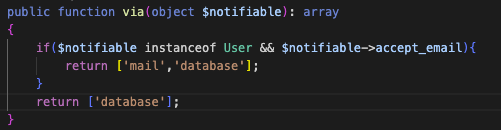 public function via(object $notifiable): array
{
    if($notifiable instanceof User && $notifiable->accept_email){
        return ['mail','database'];
    }
    return ['database'];
}